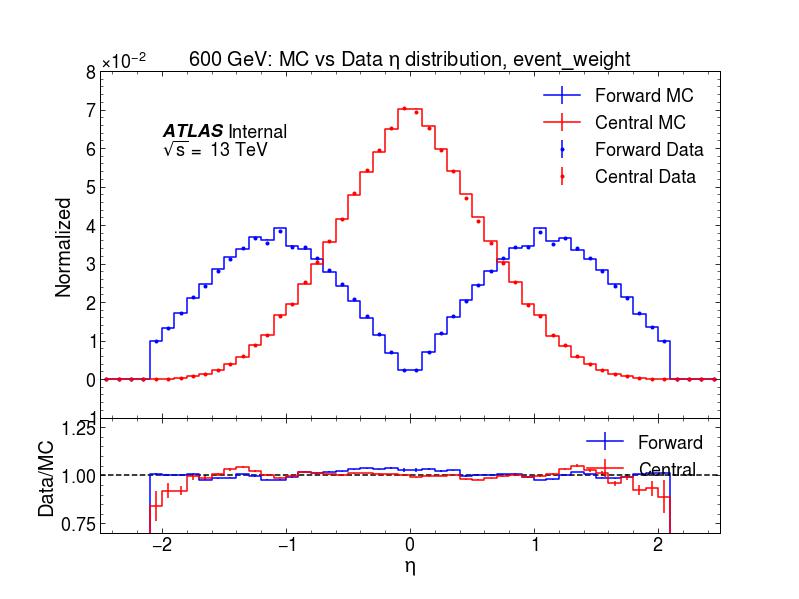 ×10⁻²
600 GeV: MC vs Data η distribution, event_weight
8
7
6
5
4
3
2
1
0
−1
Normalized
ATLAS Internal
√s = 13 TeV
Forward MC
Central MC
Forward Data
Central Data
1.25
1.00
0.75
Data/MC
Forward
Central
−2 −1 0 1 2
η